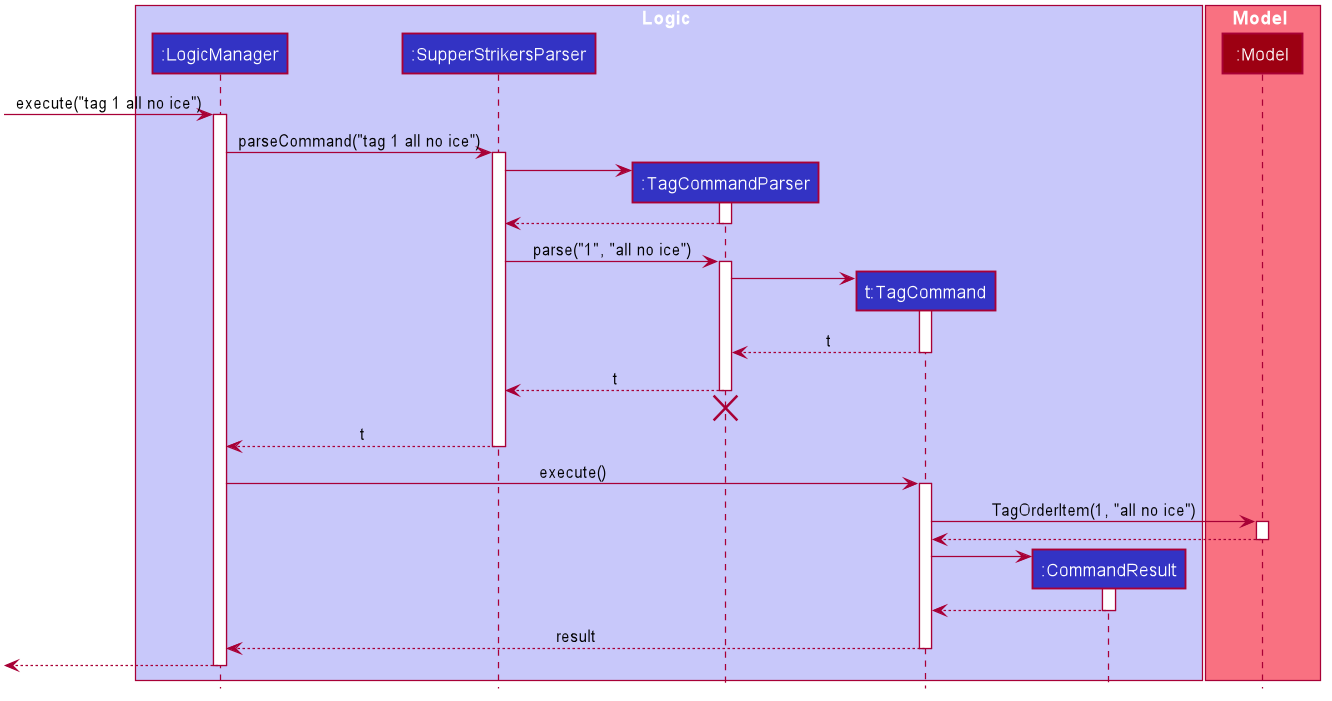 Logic
Model
:LogicManager
:SupperStrikersParser
:Model
execute("tag 1 all no ice")
parseCommand("tag 1 all no ice")
:TagCommandParser
parse("1", "all no ice")
t:TagCommand
t
t
t
execute()
TagOrderItem(1, "all no ice")
:CommandResult
result